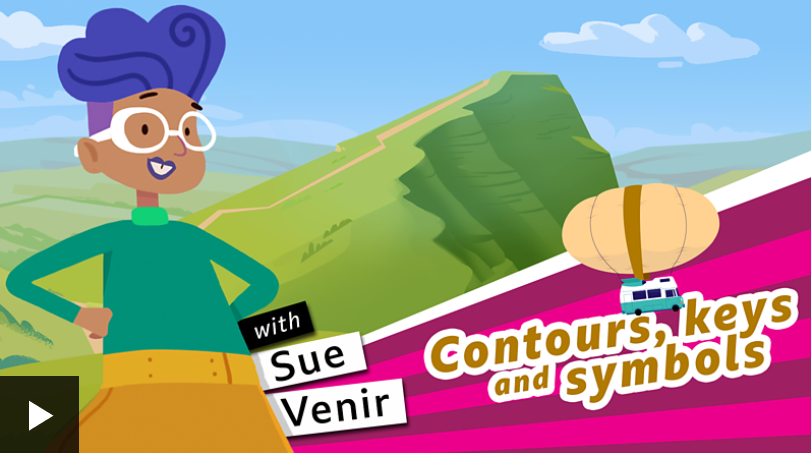 with
Sue
Venir
Contours, keys
and symbols